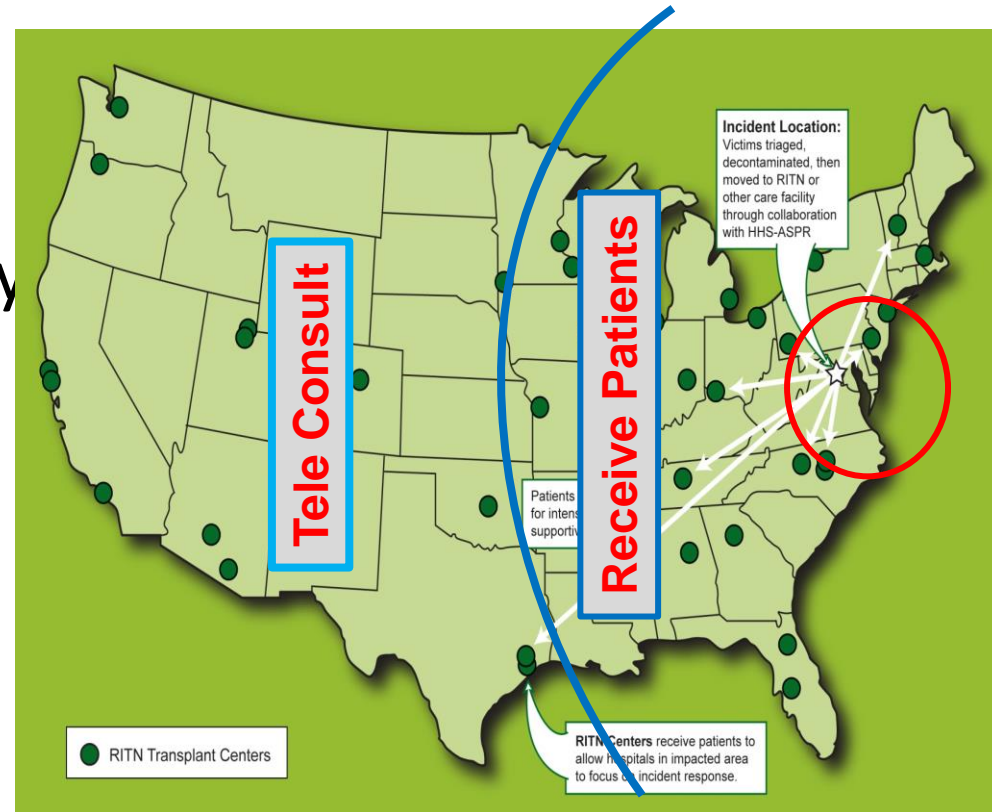 Incident Location:
Victims triaged,
decontaminated, then
moved to RITN or
other care facility
through collaboration
with HHS-ASPR
y
Tele Consult
Receive Patients
Patients
for
RITN Centers receive patients to
allow hospitals in impacted area
to focus on incident response.
RITN Transplant Centers